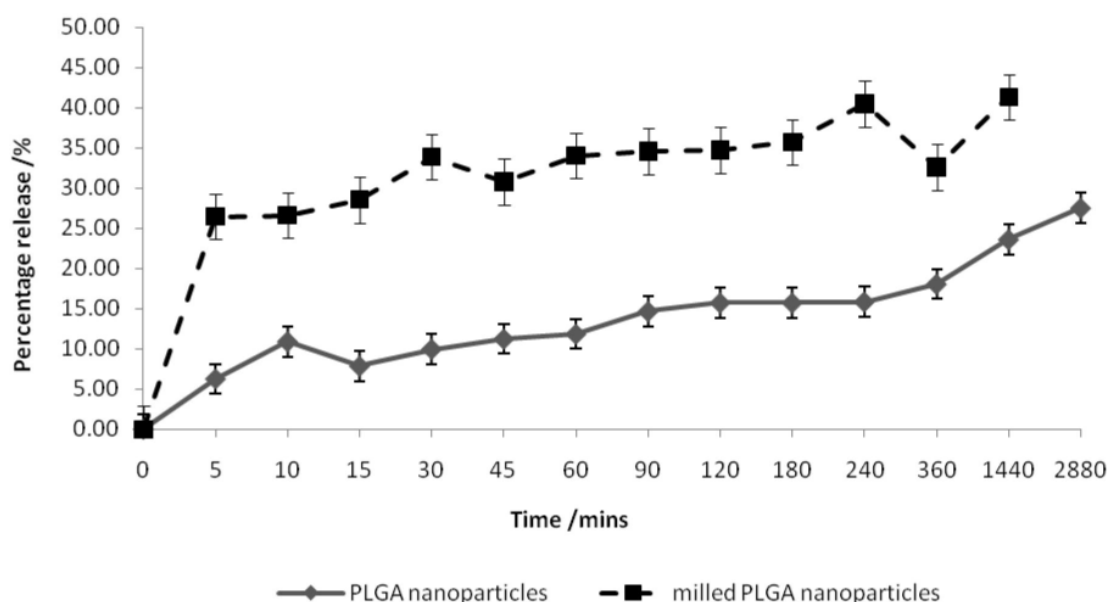 50.00
45.00
40.00
35.00
30.00
25.00
20.00
15.00
10.00
5.00
0.00
Percentage release /%
0 5 10 15 30 45 60 90 120 180 240 360 1440 2880
Time /mins
PLGA nanoparticles milled PLGA nanoparticles